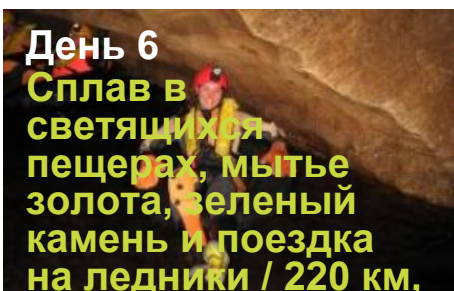 День 6
Сплав в
светящихся
пещерах, мытье
золота, зеленый
камень и поездка
на ледники / 220 км,